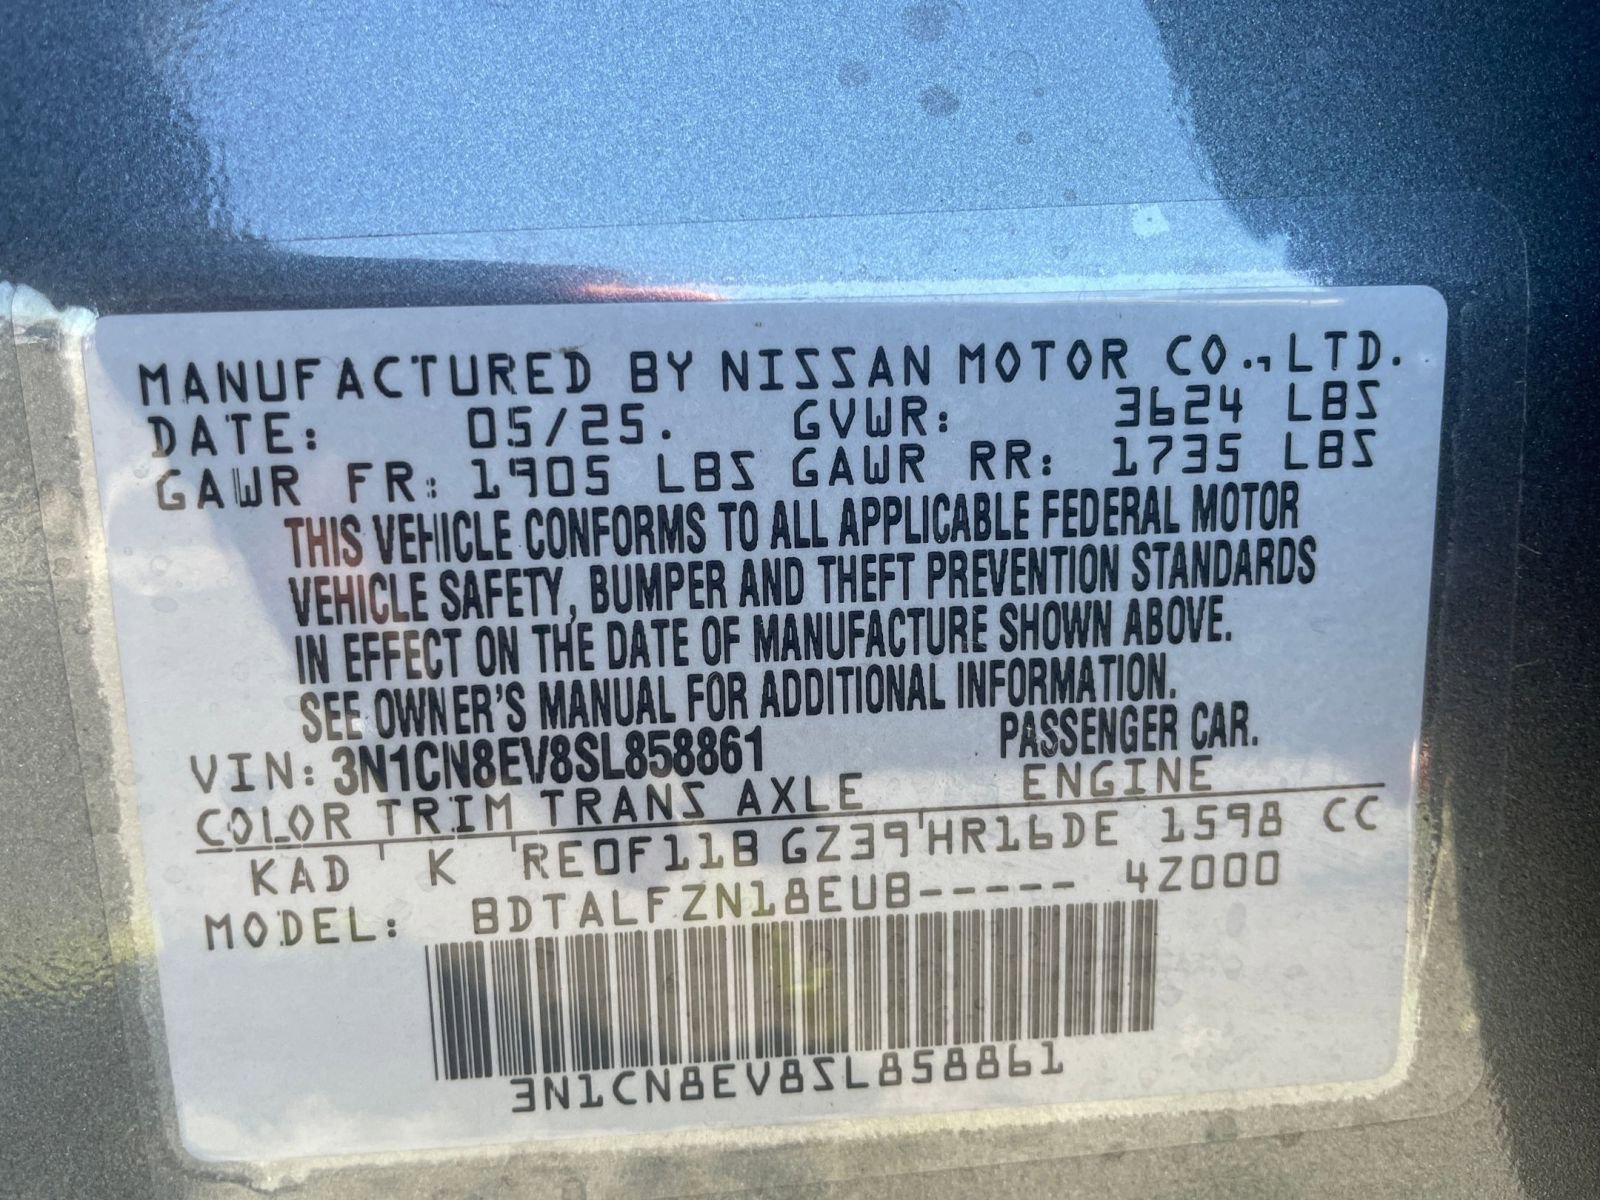 MANUFACTURED BY NISSAN MOTOR CO., LTD.
DATE: 05/25. GVWR: 3624 LBS
GAWR FR: 1905 LBS GAWR RR: 1735 LBS
THIS VEHICLE CONFORMS TO ALL APPLICABLE FEDERAL MOTOR
VEHICLE SAFETY, BUMPER AND THEFT PREVENTION STANDARDS
IN EFFECT ON THE DATE OF MANUFACTURE SHOWN ABOVE.
SEE OWNER'S MANUAL FOR ADDITIONAL INFORMATION.
VIN: 3N1CN8EV8SL858861 PASSENGER CAR.
COLOR TRIM TRANS AXLE ENGINE
KAD K RE0F11B GZ39 HR16DE 1598 CC
MODEL: BDTALFZN18EUB----- 4Z000
3N1CN8EV8SL858861